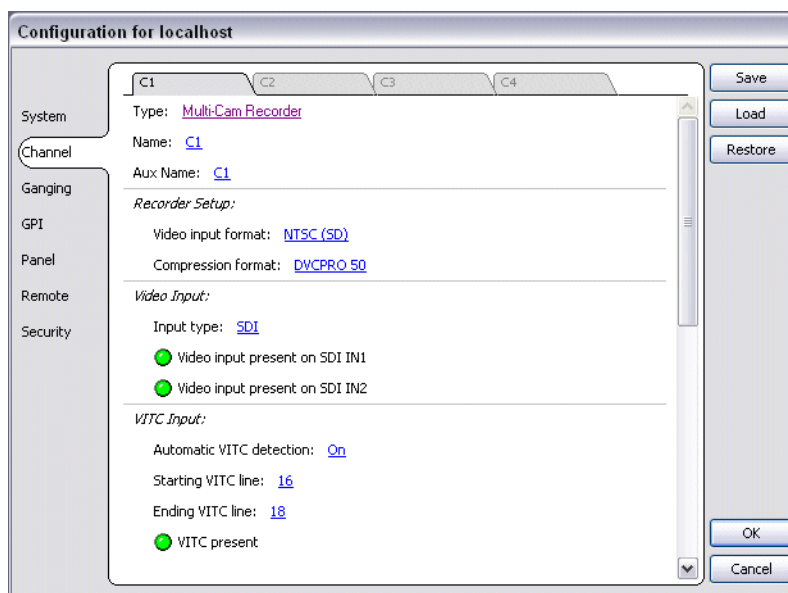 Configuration for localhost
System
Channel
Ganging
GPI
Panel
Remote
Security
C1 C2 C3 C4
Type: Multi-Cam Recorder
Name: C1
Aux Name: C1
Recorder Setup:
Video input format: NTSC (SD)
Compression format: DVCPRO 50
Video Input:
Input type: SDI
Video input present on SDI IN1
Video input present on SDI IN2
VITC Input:
Automatic VITC detection: On
Starting VITC line: 16
Ending VITC line: 18
VITC present
Save
Load
Restore
OK
Cancel